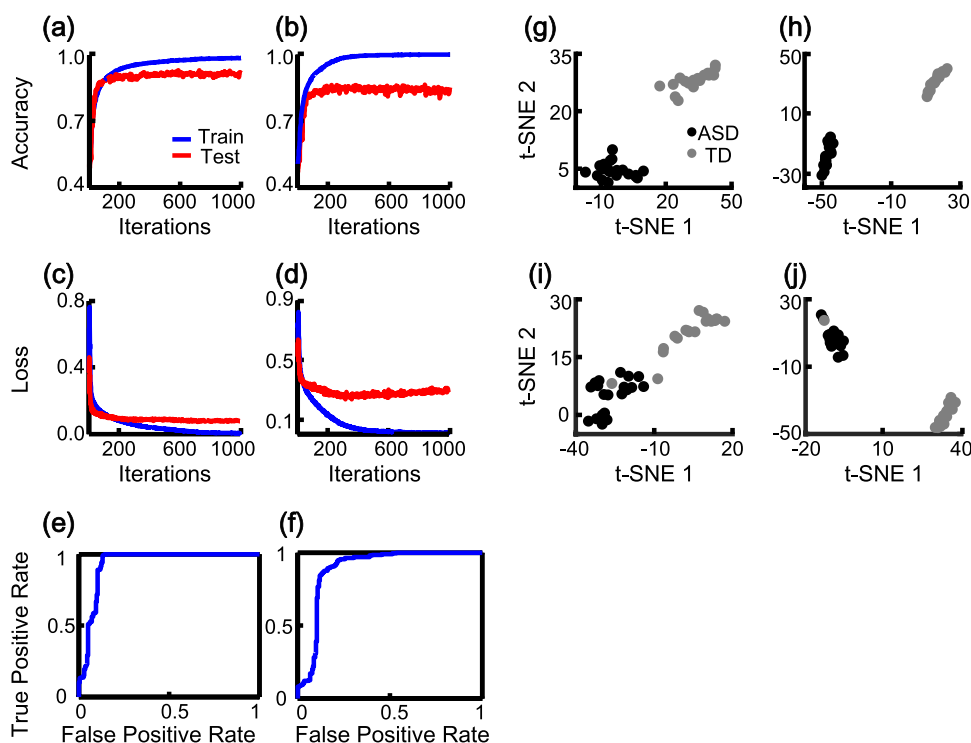 (a)
(b)
(g)
(h)
Accuracy
1.0
0.7
0.4
200
600
1000
Iterations
Train
Test
1.0
0.7
0.4
200
600
1000
Iterations
t-SNE 2
35
25
15
5
-10
20
50
t-SNE 1
ASD
TD
50
10
-30
-50
-10
30
t-SNE 1
(c)
(d)
(i)
(j)
Loss
0.8
0.4
0.0
200
600
1000
Iterations
0.9
0.5
0.1
200
600
1000
Iterations
t-SNE 2
30
15
0
-40
-10
20
t-SNE 1
30
-10
-50
-20
10
40
t-SNE 1
(e)
(f)
True Positive Rate
1
0.5
0
0
0.5
1
False Positive Rate
1
0.5
0
0
0.5
1
False Positive Rate